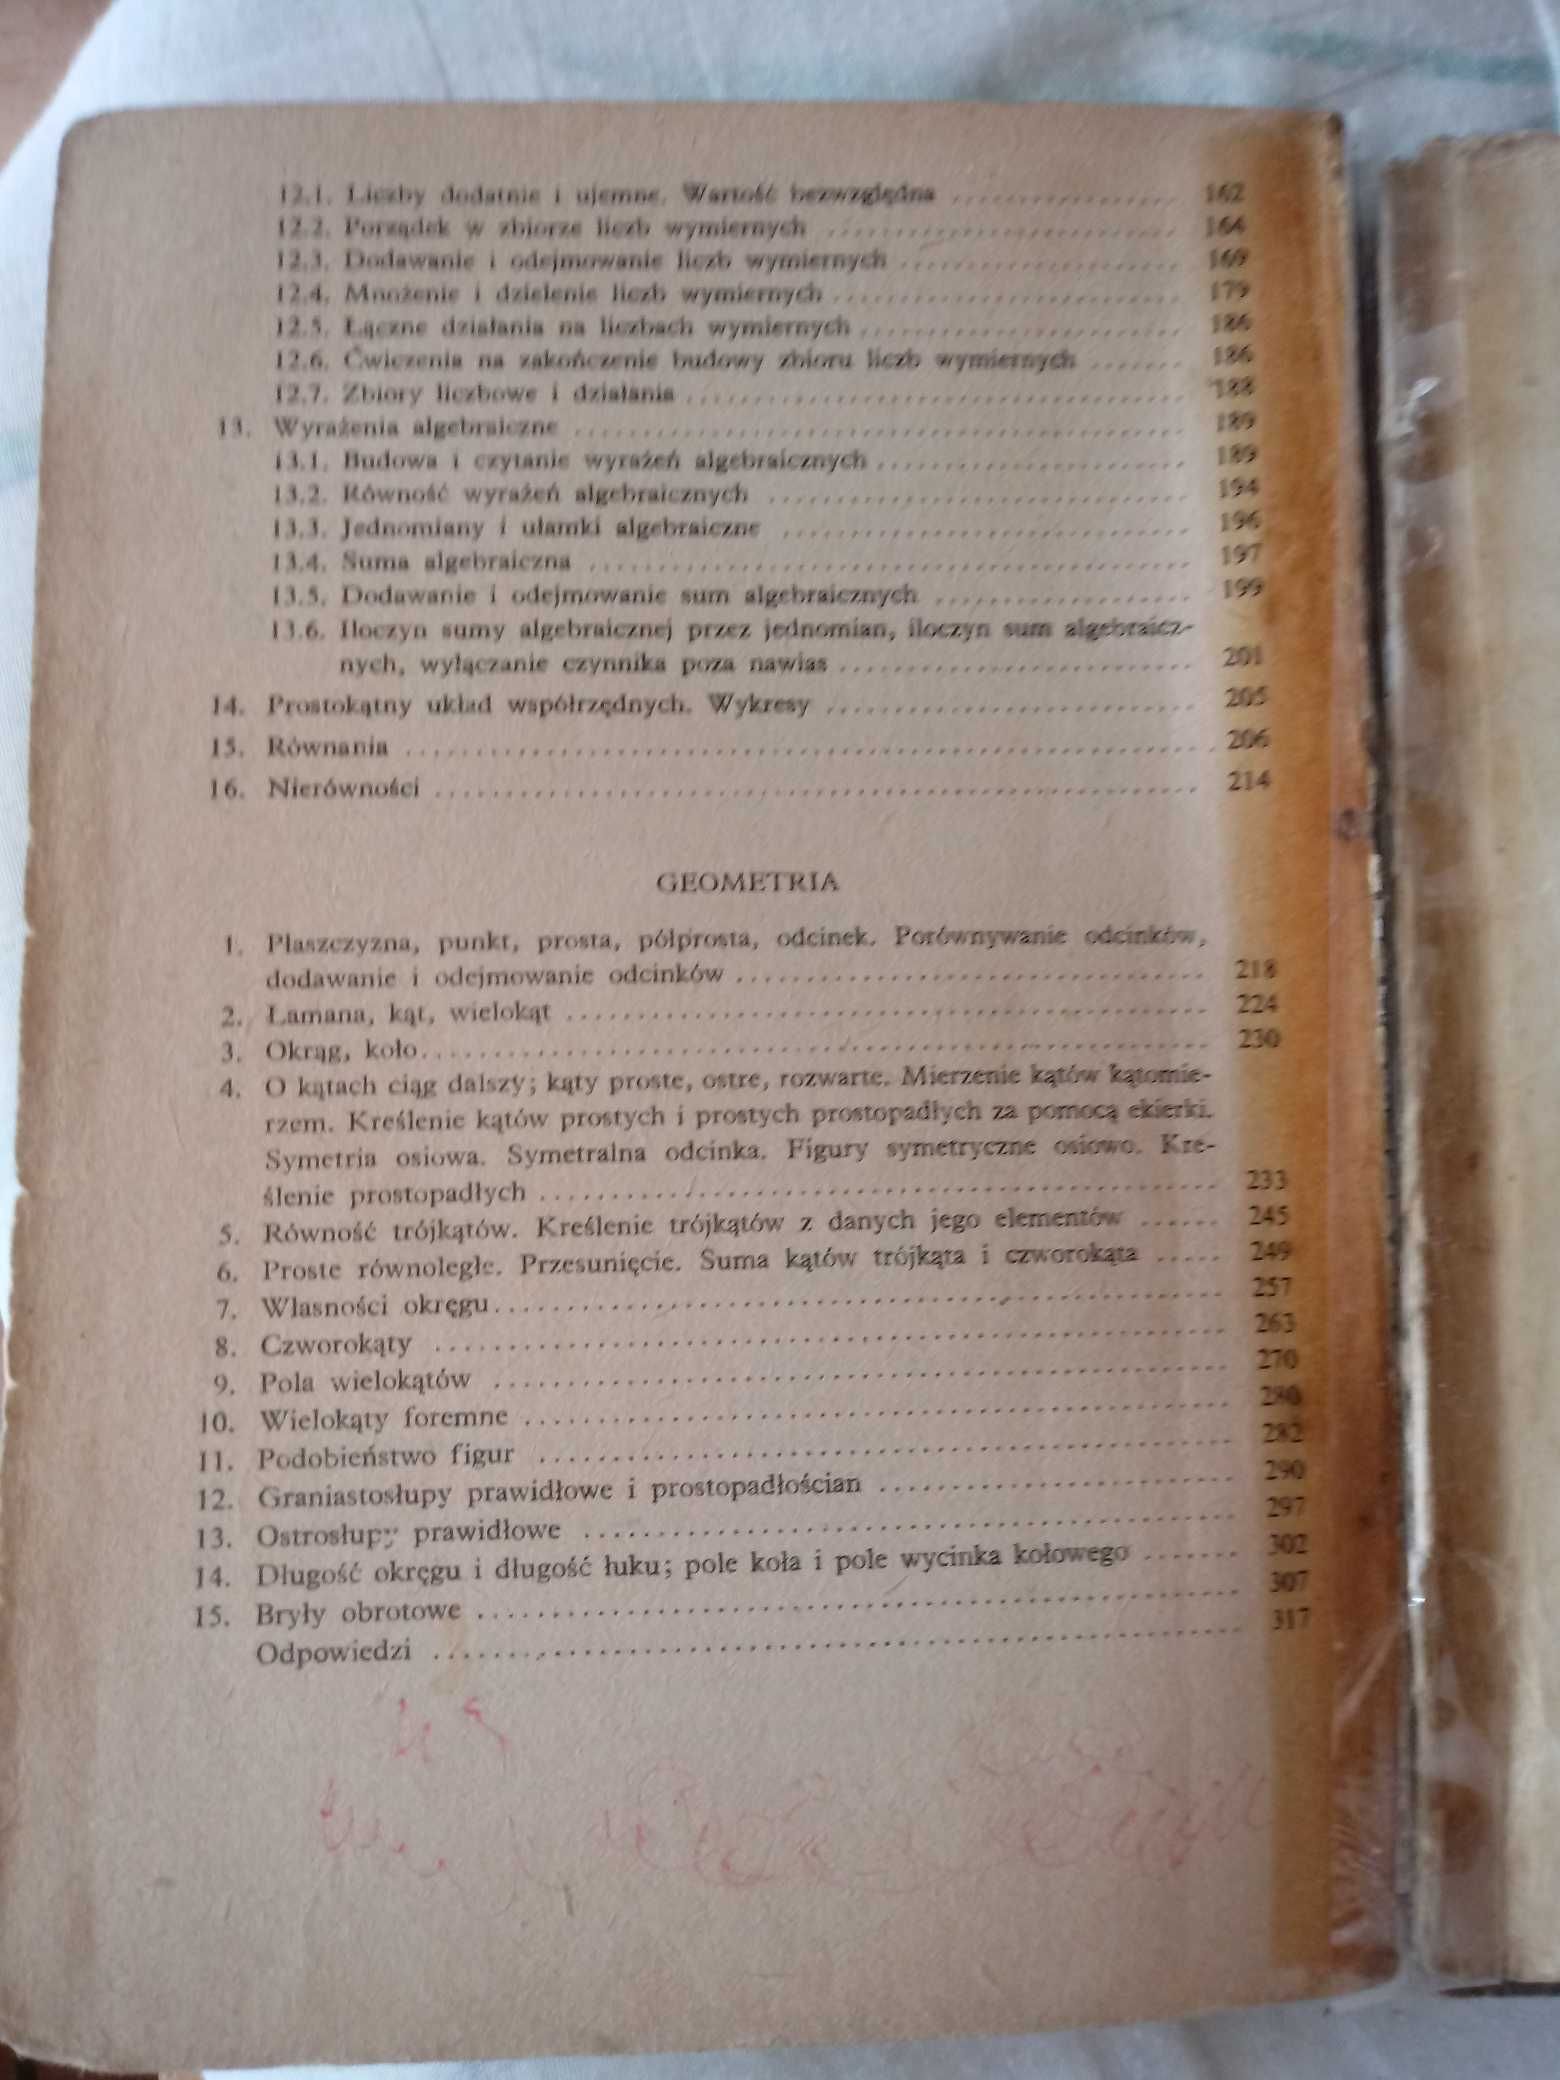 12.1. Liczby dodatnie i ujemne. Wartość bezwzględna .................... 162
12.2. Porządek w zbiorze liczb wymiernych .............................. 164
12.3. Dodawanie i odejmowanie liczb wymiernych ........................ 169
12.4. Mnożenie i dzielenie liczb wymiernych ............................ 179
12.5. Łączne działania na liczbach wymiernych .......................... 186
12.6. Ćwiczenia na zakończenie budowy zbioru liczb wymiernych ....... 186
12.7. Zbiory liczbowe i działania ...................................... 188
13. Wyrażenia algebraiczne .............................................. 189
13.1. Budowa i czytanie wyrażeń algebraicznych ........................ 189
13.2. Równość wyrażeń algebraicznych .................................. 194
13.3. Jednomiany i ułamki algebraiczne ................................ 196
13.4. Suma algebraiczna ................................................ 197
13.5. Dodawanie i odejmowanie sum algebraicznych ...................... 199
13.6. Iloczyn sumy algebraicznej przez jednomian, iloczyn sum algebraicz-
nych, wyłączanie czynnika poza nawias ............................ 201
14. Prostokątny układ współrzędnych. Wykresy ............................ 205
15. Równania ............................................................ 206
16. Nierówności ......................................................... 214
GEOMETRIA
1. Płaszczyzna, punkt, prosta, półprosta, odcinek. Porównywanie odcinków,
dodawanie i odejmowanie odcinków .................................... 218
2. Łamana, kąt, wielokąt ................................................ 224
3. Okrąg, koło.......................................................... 230
4. O kątach ciąg dalszy; kąty proste, ostre, rozwarte. Mierzenie kątów kątomie-
rzem. Kreślenie kątów prostych i prostych prostopadłych za pomocą ekierki.
Symetria osiowa. Symetralna odcinka. Figury symetryczne osiowo. Kre-
ślenie prostopadłych ................................................ 233
5. Równość trójkątów. Kreślenie trójkątów z danych jego elementów ...... 245
6. Proste równoległe. Przesunięcie. Suma kątów trójkąta i czworokąta ..... 249
7. Własności okręgu..................................................... 257
8. Czworokąty .......................................................... 263
9. Pola wielokątów ..................................................... 270
10. Wielokąty foremne .................................................. 280
11. Podobieństwo figur ................................................. 282
12. Graniastosłupy prawidłowe i prostopadłościan ........................ 290
13. Ostrosłupy prawidłowe .............................................. 297
14. Długość okręgu i długość łuku; pole koła i pole wycinka kołowego ....... 302
15. Bryły obrotowe ..................................................... 307
Odpowiedzi ............................................................. 317